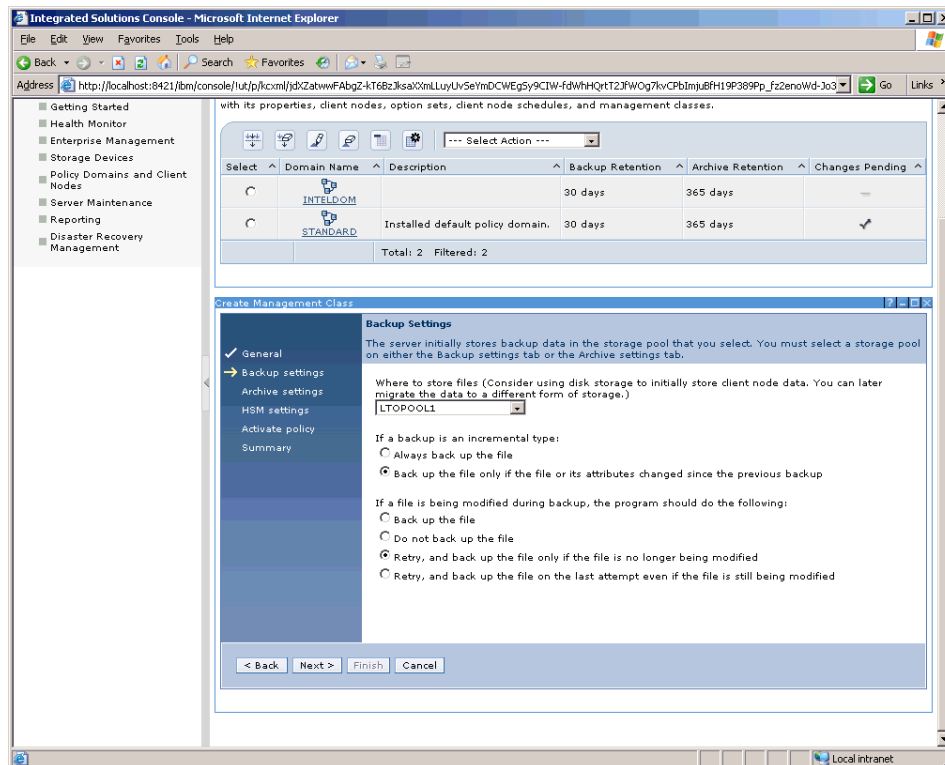 Integrated Solutions Console - Microsoft Internet Explorer
File Edit View Favorites Tools Help
Back Search Favorites
Address http://localhost:8421/ibm/console/!ut/p/kcxml/ Go Links »
Getting Started
Health Monitor
Enterprise Management
Storage Devices
Policy Domains and Client
Nodes
Server Maintenance
Reporting
Disaster Recovery
Management
with its properties, client nodes, option sets, client node schedules, and management classes.
--- Select Action ---
Select Domain Name Description Backup Retention Archive Retention Changes Pending
INTELDOM 30 days 365 days
STANDARD Installed default policy domain. 30 days 365 days
Total: 2 Filtered: 2
Create Management Class
General
Backup settings
Archive settings
HSM settings
Activate policy
Summary
Backup Settings
The server initially stores backup data in the storage pool that you select. You must select a storage pool
on either the Backup settings tab or the Archive settings tab.
Where to store files (Consider using disk storage to initially store client node data. You can later
migrate the data to a different form of storage.)
LTOPOOL1
If a backup is an incremental type:
Always back up the file
Back up the file only if the file or its attributes changed since the previous backup
If a file is being modified during backup, the program should do the following:
Back up the file
Do not back up the file
Retry, and back up the file only if the file is no longer being modified
Retry, and back up the file on the last attempt even if the file is still being modified
< Back Next > Finish Cancel
Local intranet